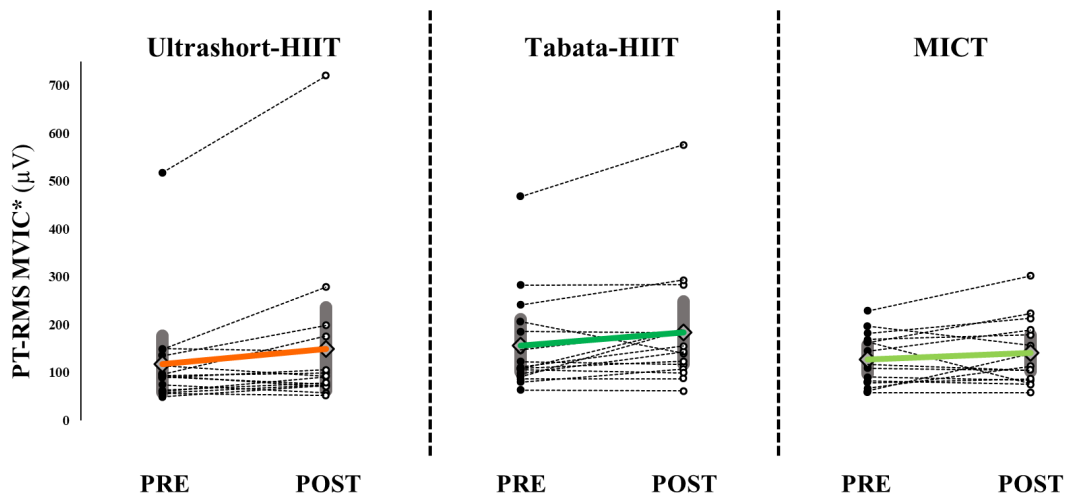 Ultrashort-HIIT
Tabata-HIIT
MICT
PT-RMS MVIC* (µV)
700
600
500
400
300
200
100
0
PRE
POST
PRE
POST
PRE
POST